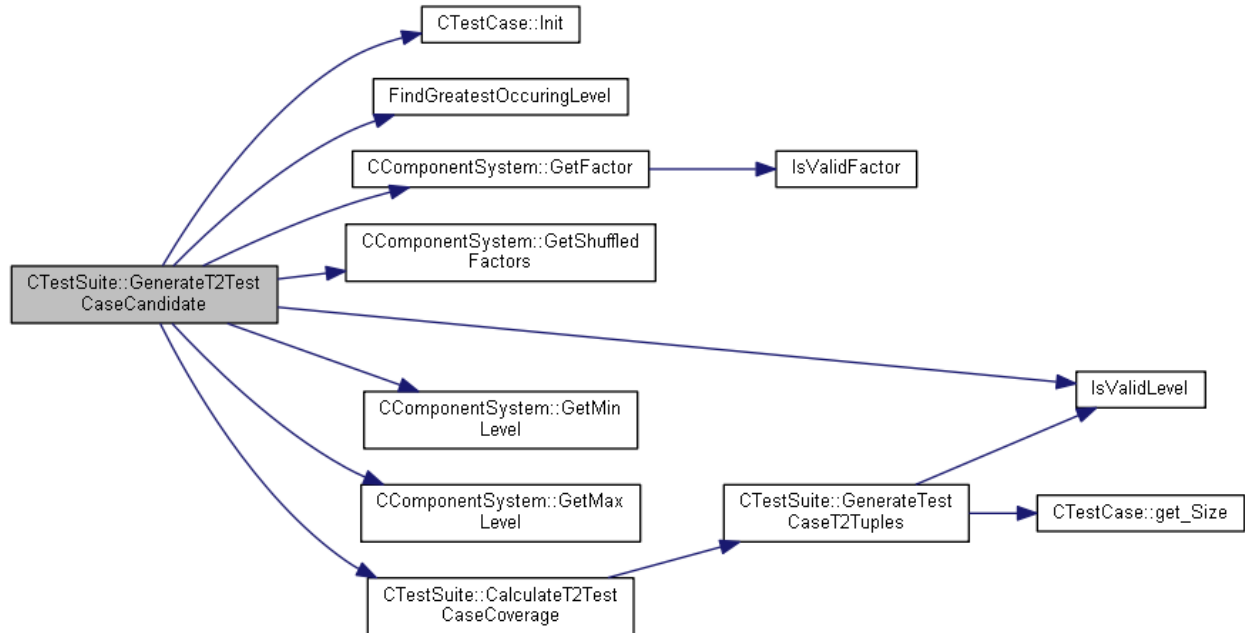 CTestCase::Init
FindGreatestOccuringLevel
CComponentSystem::GetFactor
IsValidFactor
CComponentSystem::GetShuffled
Factors
CTestSuite::GenerateT2Test
CaseCandidate
IsValidLevel
CComponentSystem::GetMin
Level
CComponentSystem::GetMax
Level
CTestSuite::GenerateTest
CaseT2Tuples
CTestCase::get_Size
CTestSuite::CalculateT2Test
CaseCoverage